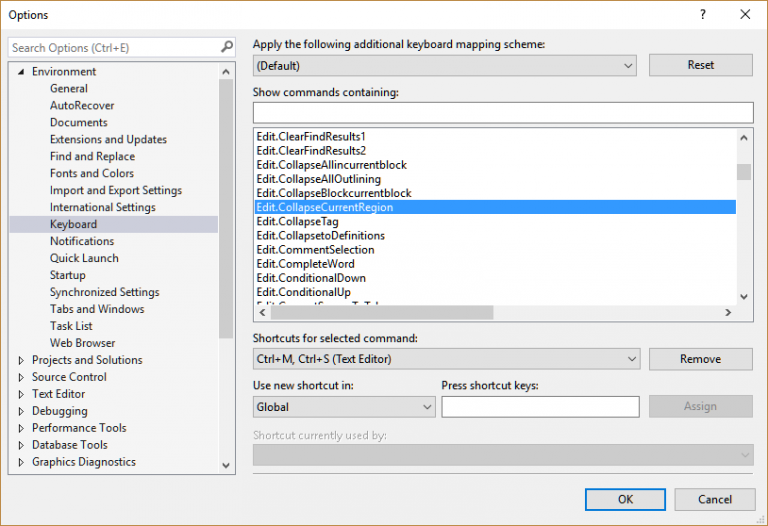 Options
Search Options (Ctrl+E)
Environment
General
AutoRecover
Documents
Extensions and Updates
Find and Replace
Fonts and Colors
Import and Export Settings
International Settings
Keyboard
Notifications
Quick Launch
Startup
Synchronized Settings
Tabs and Windows
Task List
Web Browser
Projects and Solutions
Source Control
Text Editor
Debugging
Performance Tools
Database Tools
Graphics Diagnostics
Apply the following additional keyboard mapping scheme:
(Default)
Reset
Show commands containing:
Edit.ClearFindResults1
Edit.ClearFindResults2
Edit.CollapseAllincurrentblock
Edit.CollapseAllOutlining
Edit.CollapseBlockcurrentblock
Edit.CollapseCurrentRegion
Edit.CollapseTag
Edit.CollapsetoDefinitions
Edit.CommentSelection
Edit.CompleteWord
Edit.ConditionalDown
Edit.ConditionalUp
Shortcuts for selected command:
Ctrl+M, Ctrl+S (Text Editor)
Remove
Use new shortcut in:
Press shortcut keys:
Global
Assign
Shortcut currently used by:
OK
Cancel